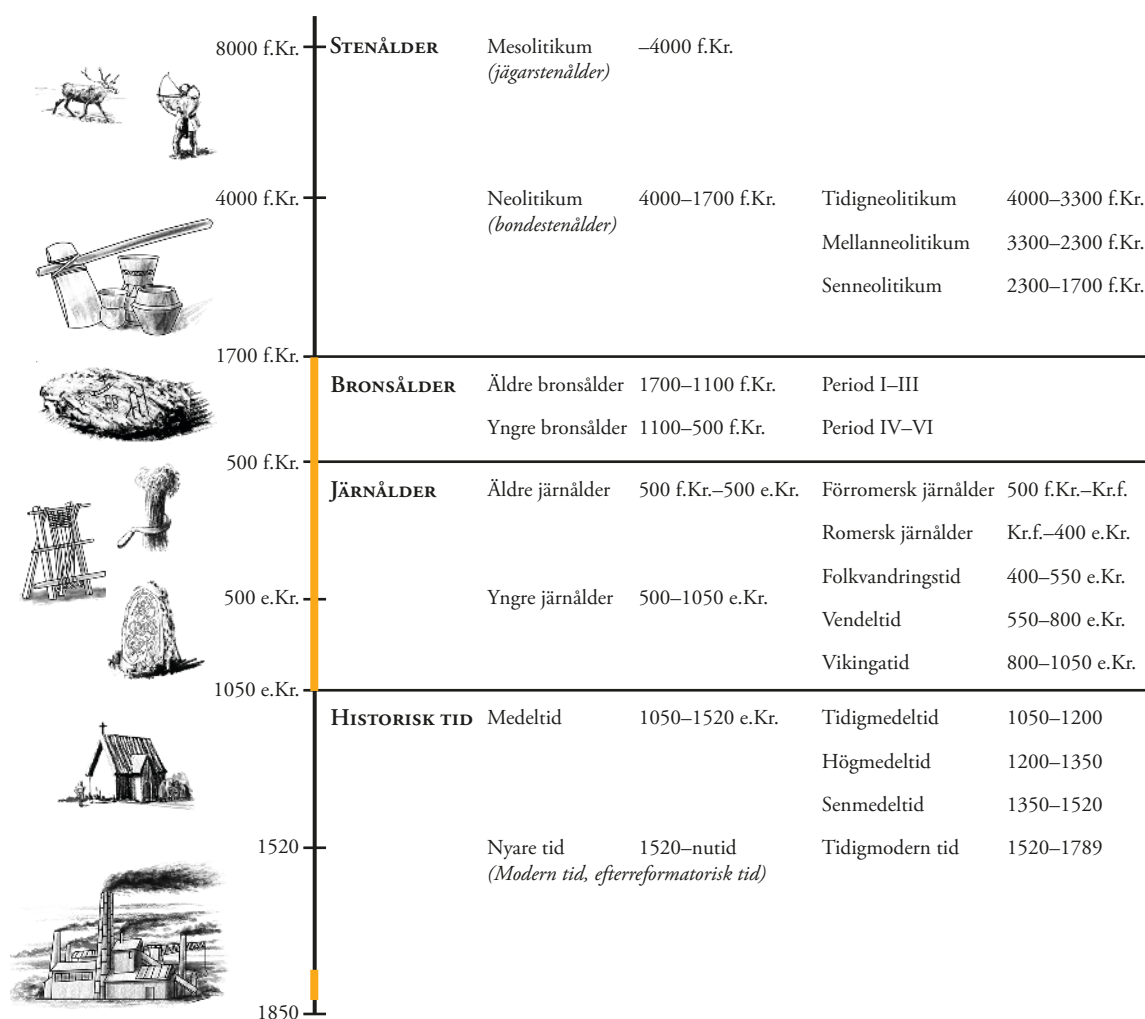 8000 f.Kr. STENÅLDER Mesolitikum –4000 f.Kr.
(jägarstenålder)
4000 f.Kr. Neolitikum 4000–1700 f.Kr. Tidigneolitikum 4000–3300 f.Kr.
(bondestenålder)
Mellanneolitikum 3300–2300 f.Kr.
Senneolitikum 2300–1700 f.Kr.
1700 f.Kr.
BRONSÅLDER Äldre bronsålder 1700–1100 f.Kr. Period I–III
Yngre bronsålder 1100–500 f.Kr. Period IV–VI
500 f.Kr.
JÄRNÅLDER Äldre järnålder 500 f.Kr.–500 e.Kr. Förromersk järnålder 500 f.Kr.–Kr.f.
Romersk järnålder Kr.f.–400 e.Kr.
Folkvandringstid 400–550 e.Kr.
500 e.Kr. Yngre järnålder 500–1050 e.Kr.
Vendeltid 550–800 e.Kr.
Vikingatid 800–1050 e.Kr.
1050 e.Kr.
HISTORISK TID Medeltid 1050–1520 e.Kr. Tidigmedeltid 1050–1200
Högmedeltid 1200–1350
Senmedeltid 1350–1520
1520 Nyare tid 1520–nutid Tidigmodern tid 1520–1789
(Modern tid, efterreformatorisk tid)
1850